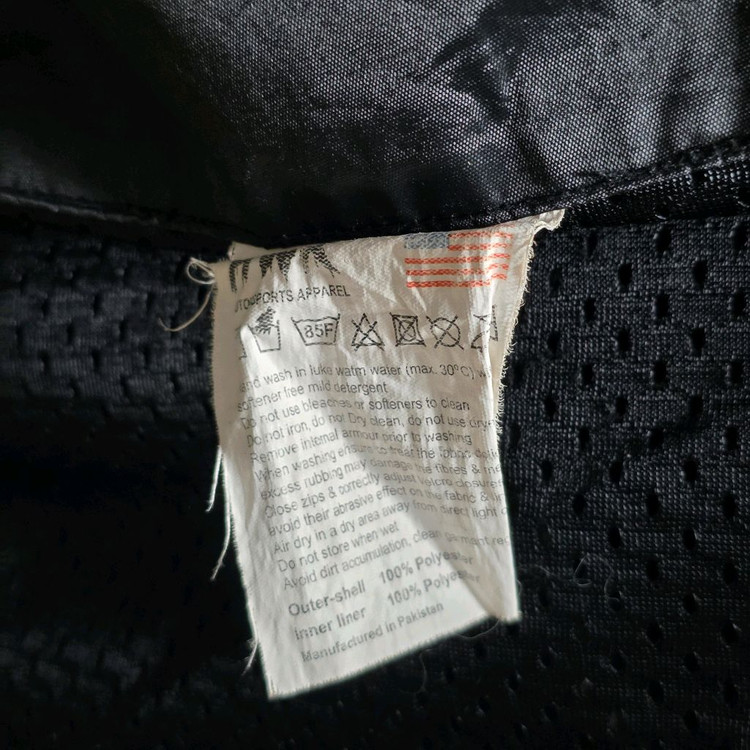 PORTS APPAREL
85F
and wash in luke warm water (max. 30°C)
softener free mild detergent
Do not use bleaches or softeners to clean
Do not iron, do not Dry clean, do not use dry
Remove internal armour prior to washing
When washing ensure to treat the fabric
excess rubbing may damage the fibres &
Close zips & correctly adjust velcro closures
avoid their abrasive effect on the fabric &
Air dry in a dry area away from direct light
Do not store when wet
Avoid dirt accumulation, clean garment
Outer-shell 100% Polyester
inner liner 100% Polyester
Manufactured in Pakistan